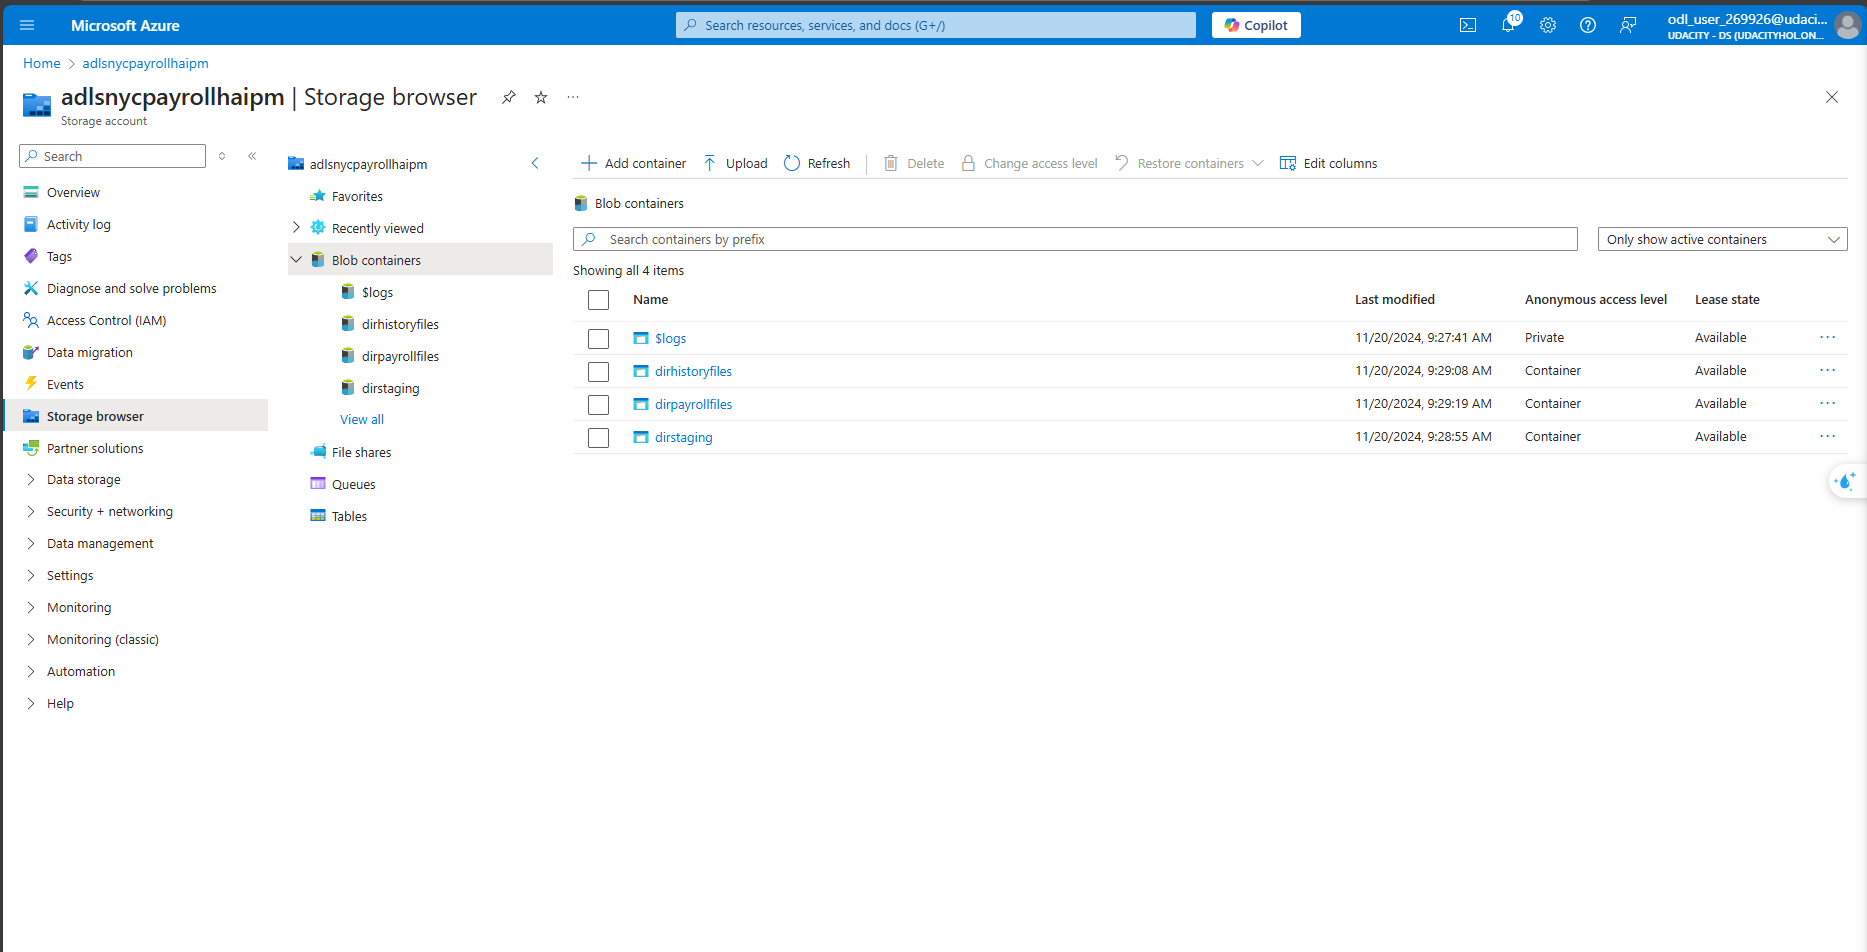 Microsoft Azure
Search resources, services, and docs (G+/)
Copilot
10
odl_user_269926@udaci...
UDACITY - DS (UDACITYHOL.ON...
Home > adlsnycpayrollhaipm
adlsnycpayrollhaipm | Storage browser
Storage account
Search
Overview
Activity log
Tags
Diagnose and solve problems
Access Control (IAM)
Data migration
Events
Storage browser
Partner solutions
Data storage
Security + networking
Data management
Settings
Monitoring
Monitoring (classic)
Automation
Help
adlsnycpayrollhaipm
Favorites
Recently viewed
Blob containers
$logs
dirhistoryfiles
dirpayrollfiles
dirstaging
View all
File shares
Queues
Tables
Add container Upload Refresh Delete Change access level Restore containers Edit columns
Blob containers
Search containers by prefix
Only show active containers
Showing all 4 items
Name Last modified Anonymous access level Lease state
$logs 11/20/2024, 9:27:41 AM Private Available
dirhistoryfiles 11/20/2024, 9:29:08 AM Container Available
dirpayrollfiles 11/20/2024, 9:29:19 AM Container Available
dirstaging 11/20/2024, 9:28:55 AM Container Available